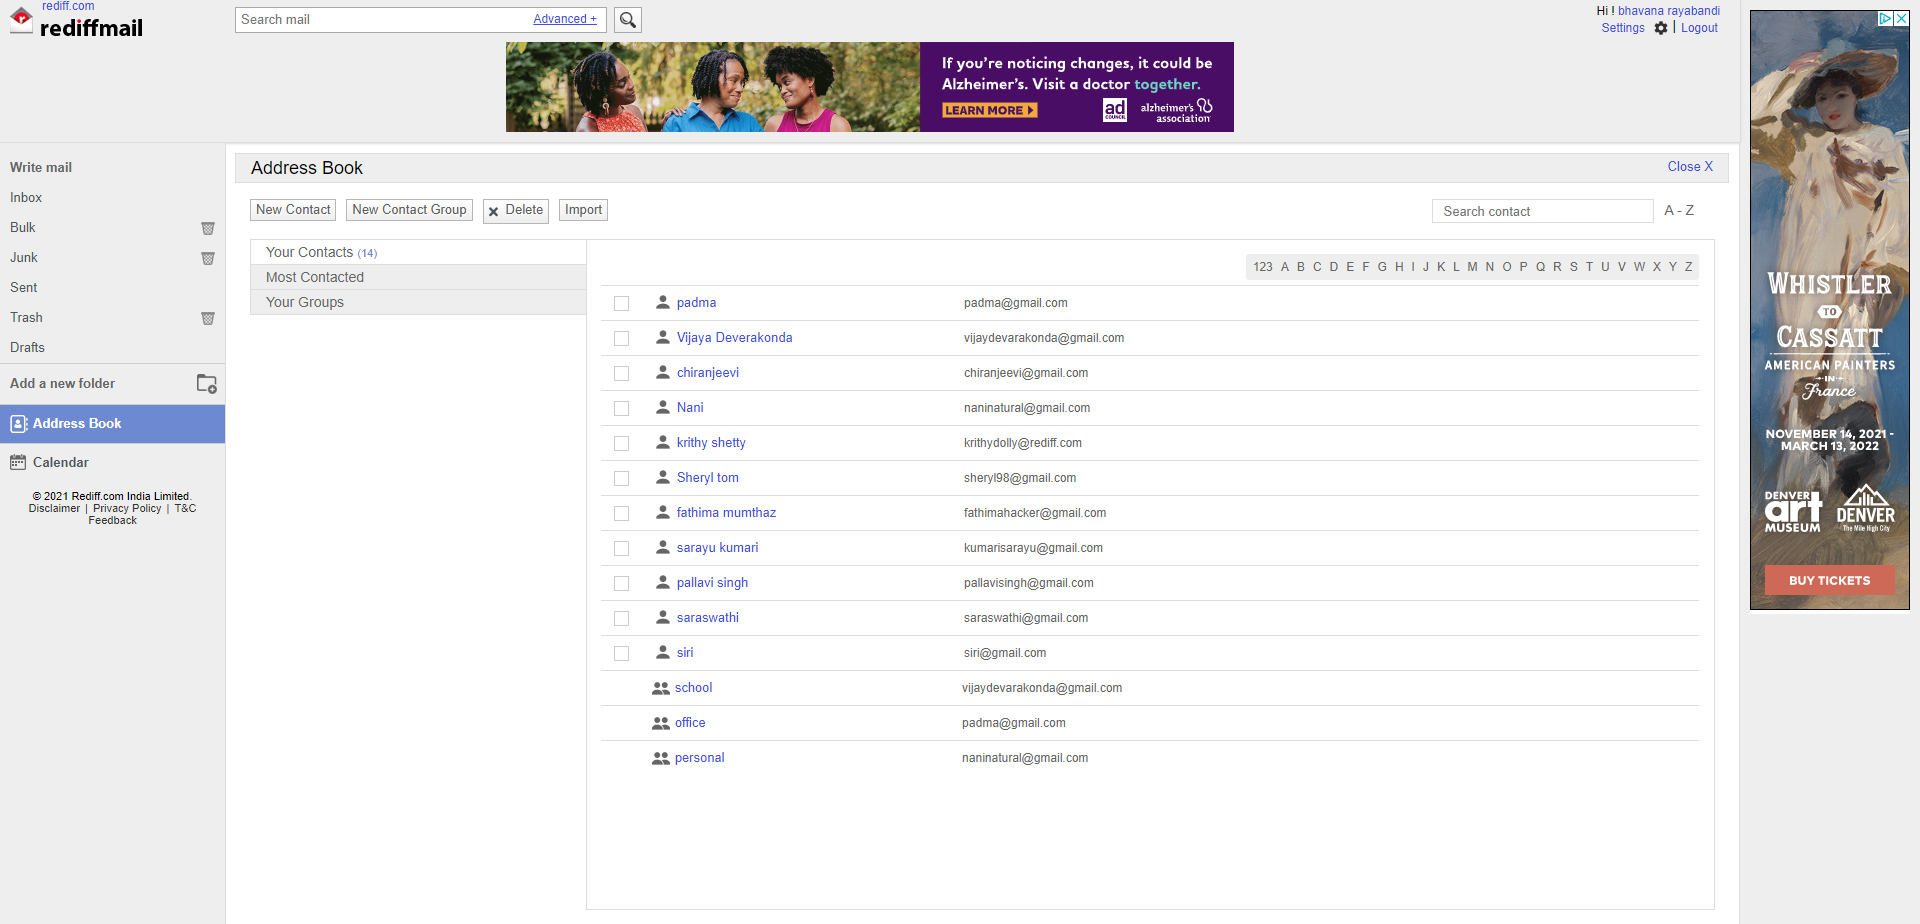 rediff.com
rediffmail
Search mail
Advanced +
Hi ! bhavana rayabandi
Settings | Logout
If you're noticing changes, it could be
Alzheimer's. Visit a doctor together.
LEARN MORE
ad
COUNCIL
alzheimer's
association
Write mail
Inbox
Bulk
Junk
Sent
Trash
Drafts
Add a new folder
Address Book
Calendar
© 2021 Rediff.com India Limited.
Disclaimer | Privacy Policy | T&C
Feedback
Address Book
Close X
New Contact
New Contact Group
Delete
Import
Search contact
A - Z
Your Contacts (14)
Most Contacted
Your Groups
123 A B C D E F G H I J K L M N O P Q R S T U V W X Y Z
padma padma@gmail.com
Vijaya Deverakonda vijaydevarakonda@gmail.com
chiranjeevi chiranjeevi@gmail.com
Nani naninatural@gmail.com
krithy shetty krithydolly@rediff.com
Sheryl tom sheryl98@gmail.com
fathima mumthaz fathimahacker@gmail.com
sarayu kumari kumarisarayu@gmail.com
pallavi singh pallavisingh@gmail.com
saraswathi saraswathi@gmail.com
siri siri@gmail.com
school vijaydevarakonda@gmail.com
office padma@gmail.com
personal naninatural@gmail.com
WHISTLER
TO
CASSATT
AMERICAN PAINTERS
IN
France
NOVEMBER 14, 2021 -
MARCH 13, 2022
DENVER
art
MUSEUM
DENVER
The Mile High City
BUY TICKETS